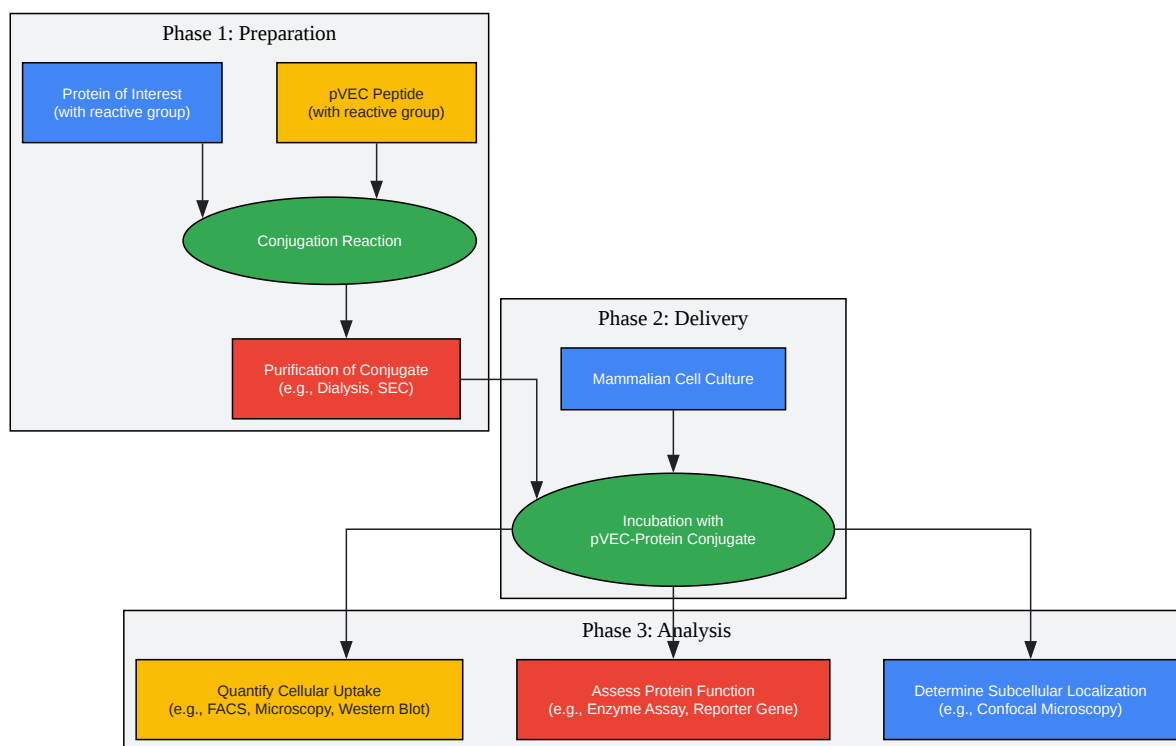 Phase 1: Preparation
Protein of Interest
(with reactive group)
pVEC Peptide
(with reactive group)
Conjugation Reaction
Purification of Conjugate
(e.g., Dialysis, SEC)
Phase 2: Delivery
Mammalian Cell Culture
Incubation with
pVEC-Protein Conjugate
Phase 3: Analysis
Quantify Cellular Uptake
(e.g., FACS, Microscopy, Western Blot)
Assess Protein Function
(e.g., Enzyme Assay, Reporter Gene)
Determine Subcellular Localization
(e.g., Confocal Microscopy)